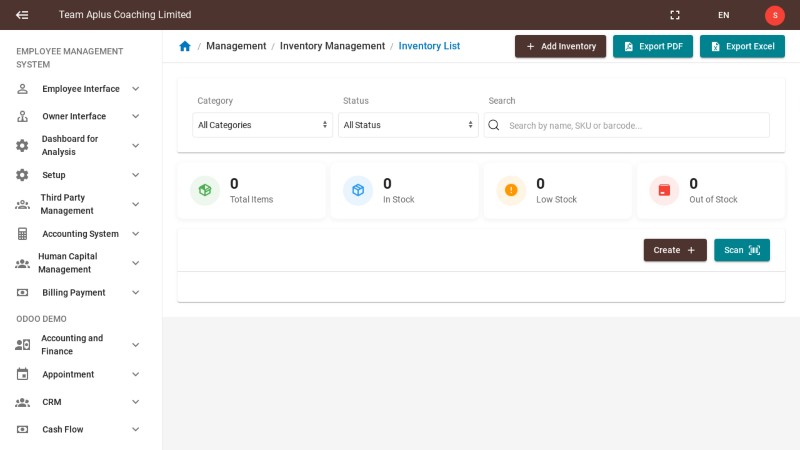 Team Aplus Coaching Limited
EN
S
EMPLOYEE MANAGEMENT
SYSTEM
Employee Interface
Owner Interface
Dashboard for
Analysis
Setup
Third Party
Management
Accounting System
Human Capital
Management
Billing Payment
ODOO DEMO
Accounting and
Finance
Appointment
CRM
Cash Flow
/ Management / Inventory Management / Inventory List
Add Inventory
Export PDF
Export Excel
Category
Status
Search
All Categories
All Status
Search by name, SKU or barcode...
0
Total Items
0
In Stock
0
Low Stock
0
Out of Stock
Create +
Scan